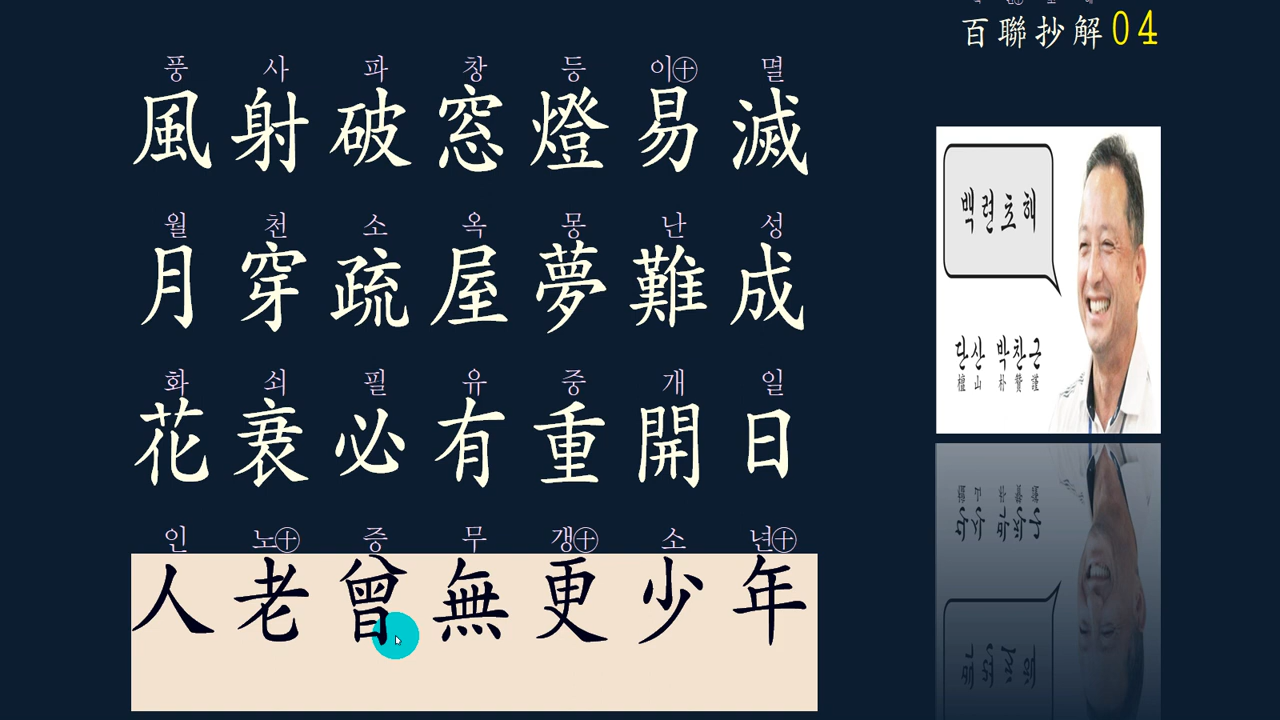 百聯抄解04
풍 사 파 창 등 이㊉ 멸
風 射 破 窓 燈 易 滅
월 천 소 옥 몽 난 성
月 穿 疏 屋 夢 難 成
화 쇠 필 유 중 개 일
花 衰 必 有 重 開 日
인 노㊉ 증 무 갱㊉ 소 년㊉
人 老 曾 無 更 少 年
백련초해
단산 박찬근
檀山 朴贊謹